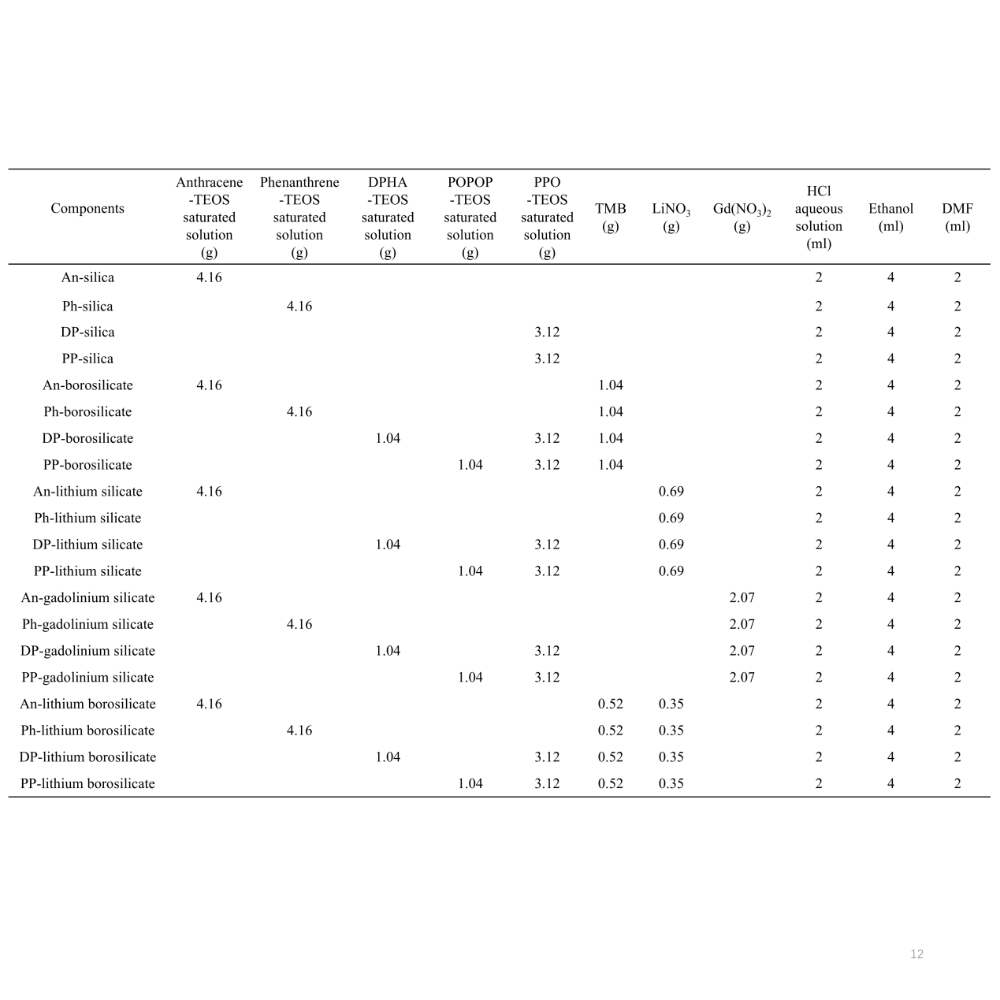 Components Anthracene -TEOS saturated solution (g) Phenanthrene -TEOS saturated solution (g) DPHA -TEOS saturated solution (g) POPOP -TEOS saturated solution (g) PPO -TEOS saturated solution (g) TMB (g) LiNO3 (g) Gd(NO3)2 (g) HCl aqueous solution (ml) Ethanol (ml) DMF (ml)
An-silica 4.16 2 4 2
Ph-silica 4.16 2 4 2
DP-silica 3.12 2 4 2
PP-silica 3.12 2 4 2
An-borosilicate 4.16 1.04 2 4 2
Ph-borosilicate 4.16 1.04 2 4 2
DP-borosilicate 1.04 3.12 1.04 2 4 2
PP-borosilicate 1.04 3.12 1.04 2 4 2
An-lithium silicate 4.16 0.69 2 4 2
Ph-lithium silicate 0.69 2 4 2
DP-lithium silicate 1.04 3.12 0.69 2 4 2
PP-lithium silicate 1.04 3.12 0.69 2 4 2
An-gadolinium silicate 4.16 2.07 2 4 2
Ph-gadolinium silicate 4.16 2.07 2 4 2
DP-gadolinium silicate 1.04 3.12 2.07 2 4 2
PP-gadolinium silicate 1.04 3.12 2.07 2 4 2
An-lithium borosilicate 4.16 0.52 0.35 2 4 2
Ph-lithium borosilicate 4.16 0.52 0.35 2 4 2
DP-lithium borosilicate 1.04 3.12 0.52 0.35 2 4 2
PP-lithium borosilicate 1.04 3.12 0.52 0.35 2 4 2
12